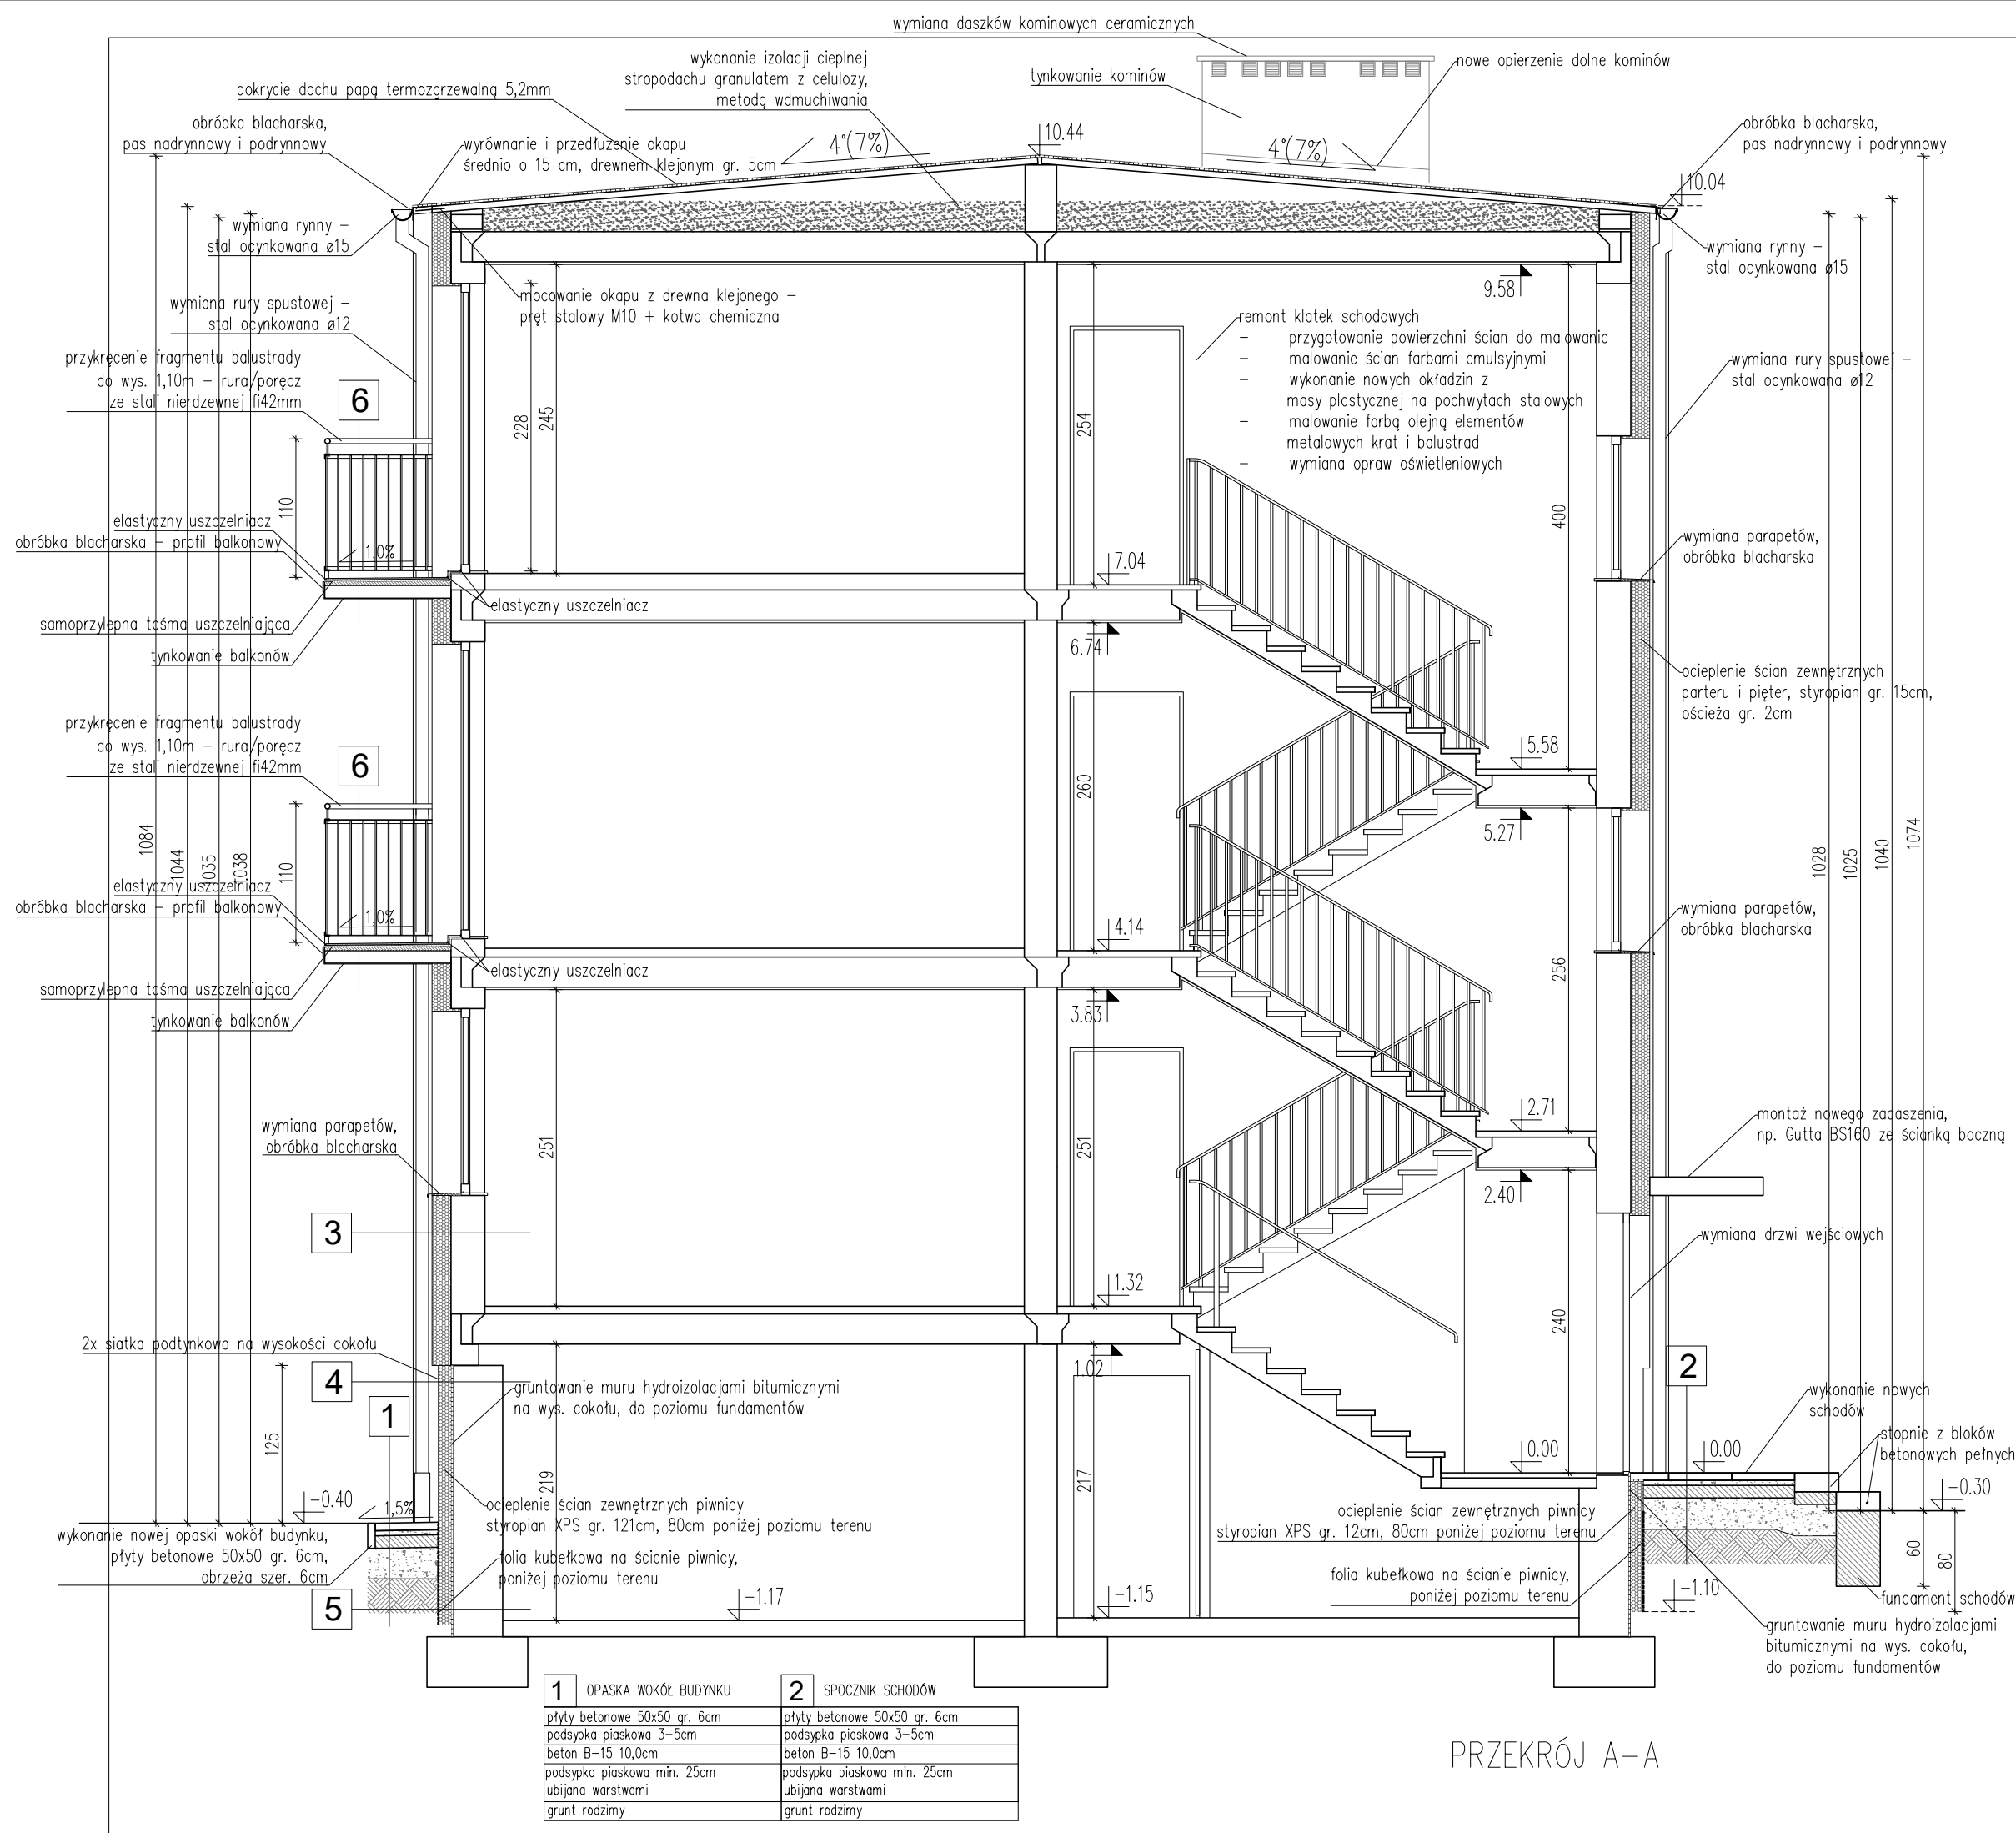 wymiana daszków kominowych ceramicznych
wykonanie izolacji cieplnej
stropodachu granulatem z celulozy,
metodą wdmuchiwania
tynkowanie kominów
nowe opierzenie dolne kominów
pokrycie dachu papą termozgrzewalną 5,2mm
obróbka blacharska,
pas nadrynnowy i podrynnowy
wyrównanie i przedłużenie okapu
średnio o 15 cm, drewnem klejonym gr. 5cm
4°(7%)
10.44
4°(7%)
obróbka blacharska,
pas nadrynnowy i podrynnowy
10.04
wymiana rynny –
stal ocynkowana ø15
wymiana rynny –
stal ocynkowana ø15
mocowanie okapu z drewna klejonego –
pręt stalowy M10 + kotwa chemiczna
9.58
wymiana rury spustowej –
stal ocynkowana ø12
remont klatek schodowych
– przygotowanie powierzchni ścian do malowania
– malowanie ścian farbami emulsyjnymi
– wykonanie nowych okładzin z
masy plastycznej na pochwytach stalowych
– malowanie farbą olejną elementów
metalowych krat i balustrad
– wymiana opraw oświetleniowych
wymiana rury spustowej –
stal ocynkowana ø12
przykręcenie fragmentu balustrady
do wys. 1,10m – rura/poręcz
ze stali nierdzewnej fi42mm
6
228
245
254
400
110
elastyczny uszczelniacz
obróbka blacharska – profil balkonowy
1,0%
wymiana parapetów,
obróbka blacharska
7.04
elastyczny uszczelniacz
samoprzylepna taśma uszczelniająca
tynkowanie balkonów
6.74
ocieplenie ścian zewnętrznych
parteru i pięter, styropian gr. 15cm,
ościeża gr. 2cm
przykręcenie fragmentu balustrady
do wys. 1,10m – rura/poręcz
ze stali nierdzewnej fi42mm
6
5.58
260
5.27
1084
1044
1035
1038
110
1028
1025
1040
1074
elastyczny uszczelniacz
obróbka blacharska – profil balkonowy
1,0%
wymiana parapetów,
obróbka blacharska
4.14
elastyczny uszczelniacz
256
samoprzylepna taśma uszczelniająca
tynkowanie balkonów
3.83
2.71
montaż nowego zadaszenia,
np. Gutta BS160 ze ścianką boczną
wymiana parapetów,
obróbka blacharska
251
251
2.40
3
wymiana drzwi wejściowych
1.32
240
2x siatka podtynkowa na wysokości cokołu
1.02
2
4
gruntowanie muru hydroizolacjami bitumicznymi
na wys. cokołu, do poziomu fundamentów
wykonanie nowych
schodów
1
125
stopnie z bloków
betonowych pełnych
0.00
0.00
219
217
-0.40
1,5%
-0.30
ocieplenie ścian zewnętrznych piwnicy
styropian XPS gr. 121cm, 80cm poniżej poziomu terenu
ocieplenie ścian zewnętrznych piwnicy
styropian XPS gr. 12cm, 80cm poniżej poziomu terenu
wykonanie nowej opaski wokół budynku,
płyty betonowe 50x50 gr. 6cm,
obrzeża szer. 6cm
60
80
folia kubełkowa na ścianie piwnicy,
poniżej poziomu terenu
folia kubełkowa na ścianie piwnicy,
poniżej poziomu terenu
5
-1.17
-1.15
-1.10
fundament schodów
gruntowanie muru hydroizolacjami
bitumicznymi na wys. cokołu,
do poziomu fundamentów
1 OPASKA WOKÓŁ BUDYNKU
płyty betonowe 50x50 gr. 6cm
podsypka piaskowa 3-5cm
beton B-15 10,0cm
podsypka piaskowa min. 25cm
ubijana warstwami
grunt rodzimy
2 SPOCZNIK SCHODÓW
płyty betonowe 50x50 gr. 6cm
podsypka piaskowa 3-5cm
beton B-15 10,0cm
podsypka piaskowa min. 25cm
ubijana warstwami
grunt rodzimy
PRZEKRÓJ A-A